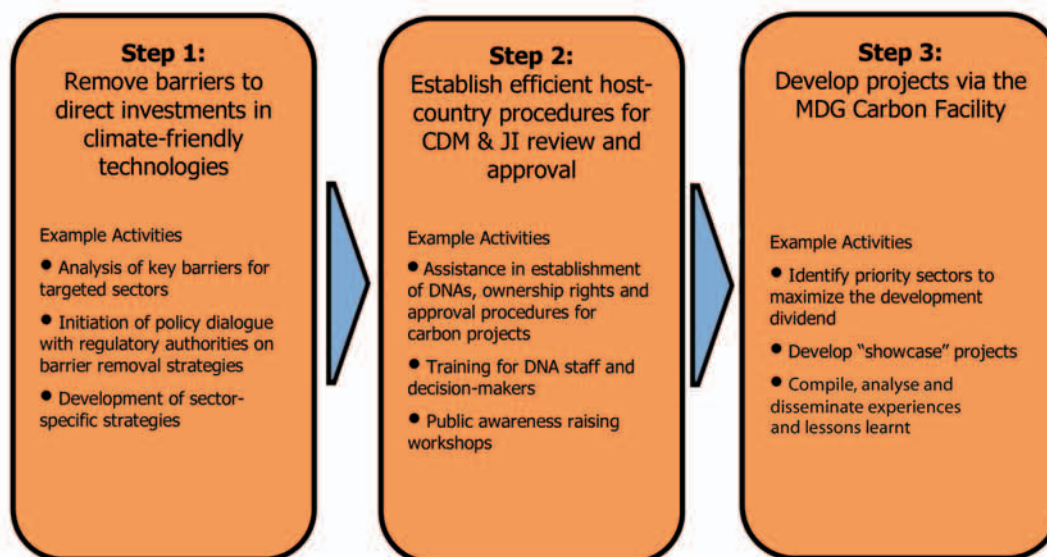 Step 1:
Remove barriers to
direct investments in
climate-friendly
technologies
Example Activities
● Analysis of key barriers for
targeted sectors
● Initiation of policy dialogue
with regulatory authorities on
barrier removal strategies
● Development of sector-
specific strategies
Step 2:
Establish efficient host-
country procedures for
CDM & JI review and
approval
Example Activities
● Assistance in establishment
of DNAs, ownership rights and
approval procedures for
carbon projects
● Training for DNA staff and
decision-makers
● Public awareness raising
workshops
Step 3:
Develop projects via the
MDG Carbon Facility
Example Activities
● Identify priority sectors to
maximize the development
dividend
● Develop “showcase” projects
● Compile, analyse and
disseminate experiences
and lessons learnt